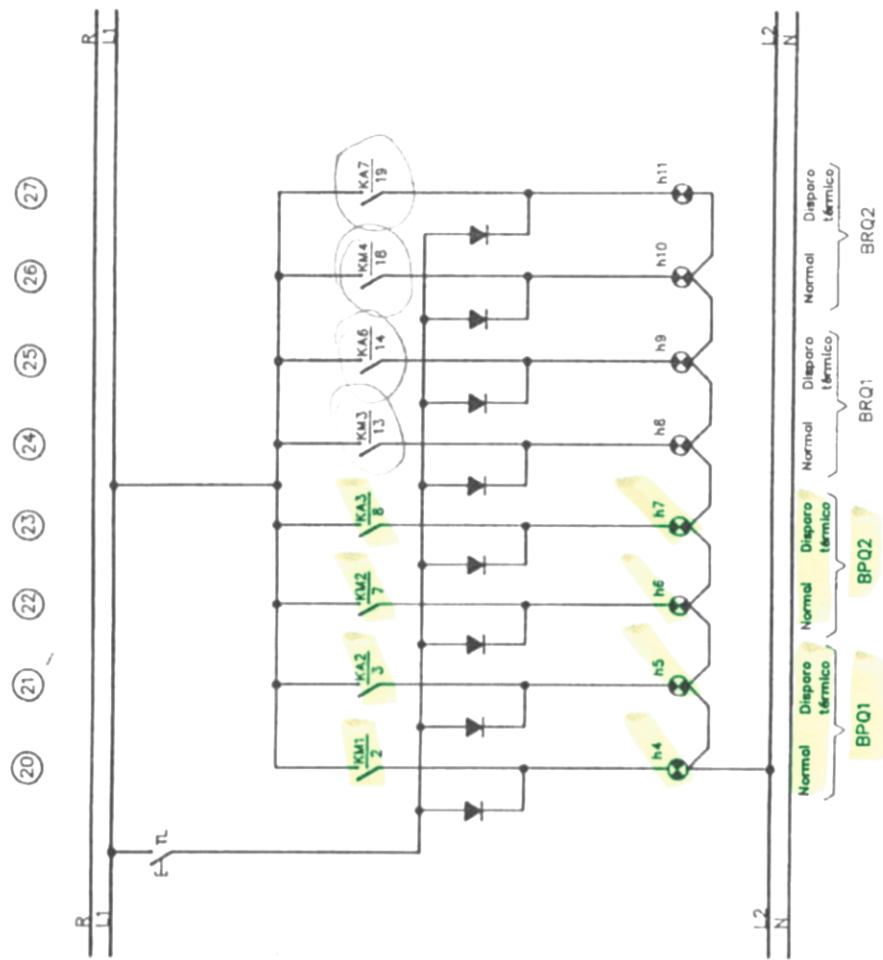 R
L1
R
L1
TL
20
21
22
23
24
25
26
27
KM1
2
KA2
3
KM2
7
KA3
8
KM3
13
KA6
14
KM4
18
KA7
19
h4
h5
h6
h7
h8
h9
h10
h11
L2
N
L2
N
Normal
Disparo
térmico
BPQ1
Normal
Disparo
térmico
BPQ2
Normal
Disparo
térmico
BRQ1
Normal
Disparo
térmico
BRQ2